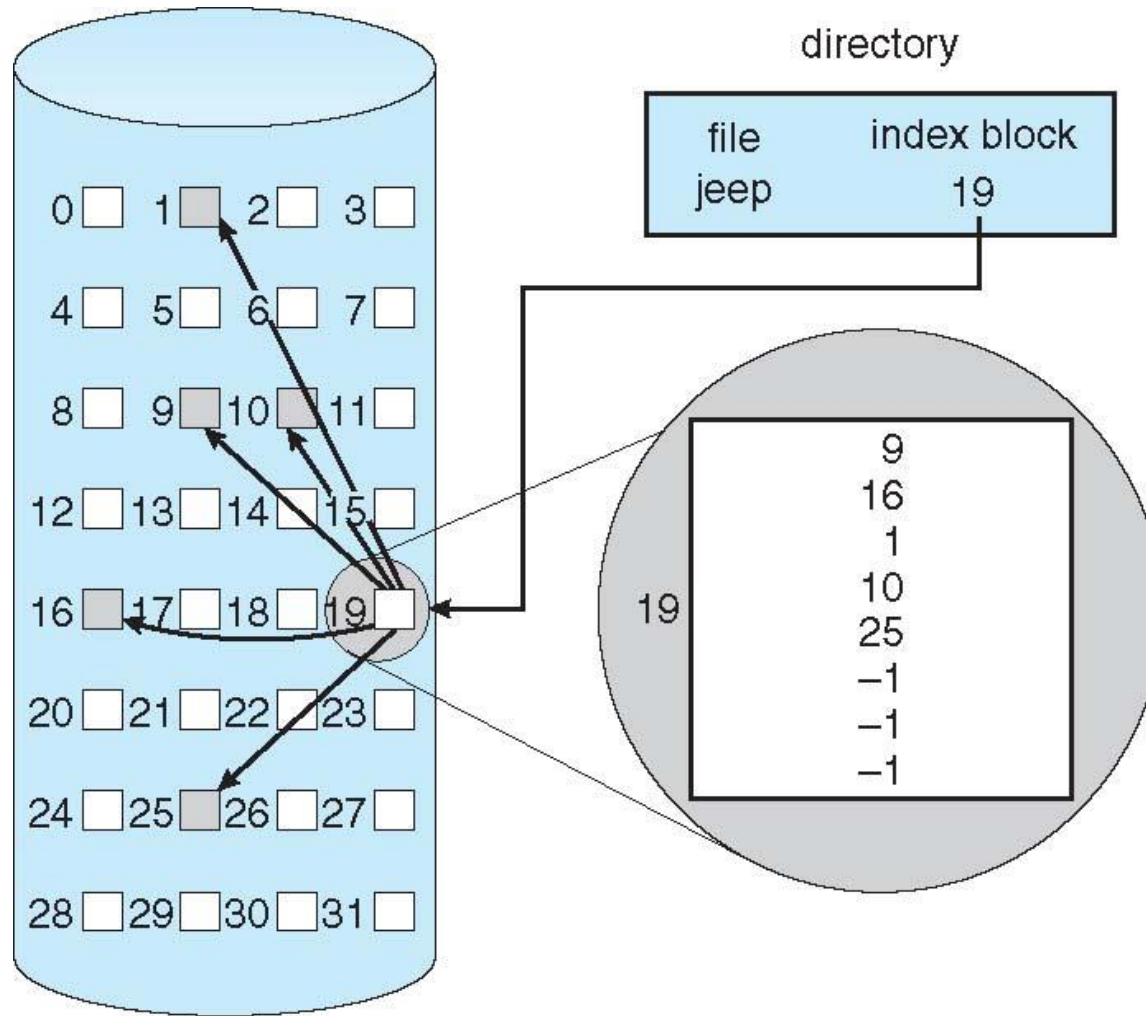 directory
file index block
jeep 19
0 1 2 3
4 5 6 7
8 9 10 11
12 13 14 15
16 17 18 19
20 21 22 23
24 25 26 27
28 29 30 31
19
9
16
1
10
25
–1
–1
–1